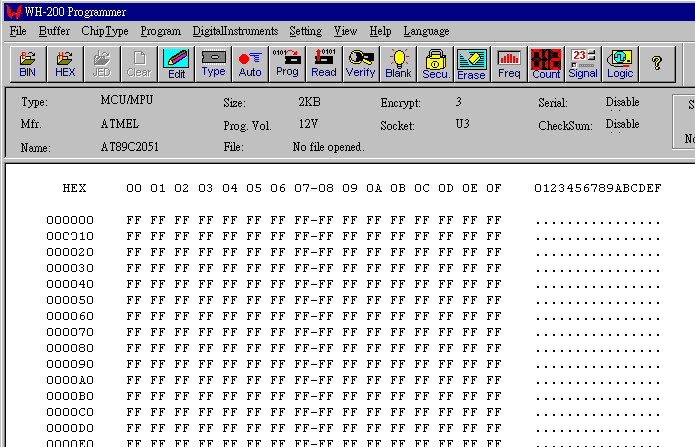 WH-200 Programmer
File Buffer ChipType Program DigitalInstruments Setting View Help Language
BIN HEX JED Clear Edit Type Auto Prog Read Verify Blank Secu. Erase Freq Count Signal Logic ?
Type: MCU/MPU Size: 2KB Encrypt: 3 Serial: Disable
Mfr. ATMEL Prog. Vol. 12V Socket: U3 CheckSum: Disable
Name: AT89C2051 File: No file opened. No
HEX 00 01 02 03 04 05 06 07-08 09 0A 0B 0C 0D 0E 0F 0123456789ABCDEF
000000 FF FF FF FF FF FF FF FF-FF FF FF FF FF FF FF FF ................
000010 FF FF FF FF FF FF FF FF-FF FF FF FF FF FF FF FF ................
000020 FF FF FF FF FF FF FF FF-FF FF FF FF FF FF FF FF ................
000030 FF FF FF FF FF FF FF FF-FF FF FF FF FF FF FF FF ................
000040 FF FF FF FF FF FF FF FF-FF FF FF FF FF FF FF FF ................
000050 FF FF FF FF FF FF FF FF-FF FF FF FF FF FF FF FF ................
000060 FF FF FF FF FF FF FF FF-FF FF FF FF FF FF FF FF ................
000070 FF FF FF FF FF FF FF FF-FF FF FF FF FF FF FF FF ................
000080 FF FF FF FF FF FF FF FF-FF FF FF FF FF FF FF FF ................
000090 FF FF FF FF FF FF FF FF-FF FF FF FF FF FF FF FF ................
0000A0 FF FF FF FF FF FF FF FF-FF FF FF FF FF FF FF FF ................
0000B0 FF FF FF FF FF FF FF FF-FF FF FF FF FF FF FF FF ................
0000C0 FF FF FF FF FF FF FF FF-FF FF FF FF FF FF FF FF ................
0000D0 FF FF FF FF FF FF FF FF-FF FF FF FF FF FF FF FF ................
0000E0 FF FF FF FF FF FF FF FF-FF FF FF FF FF FF FF FF ................